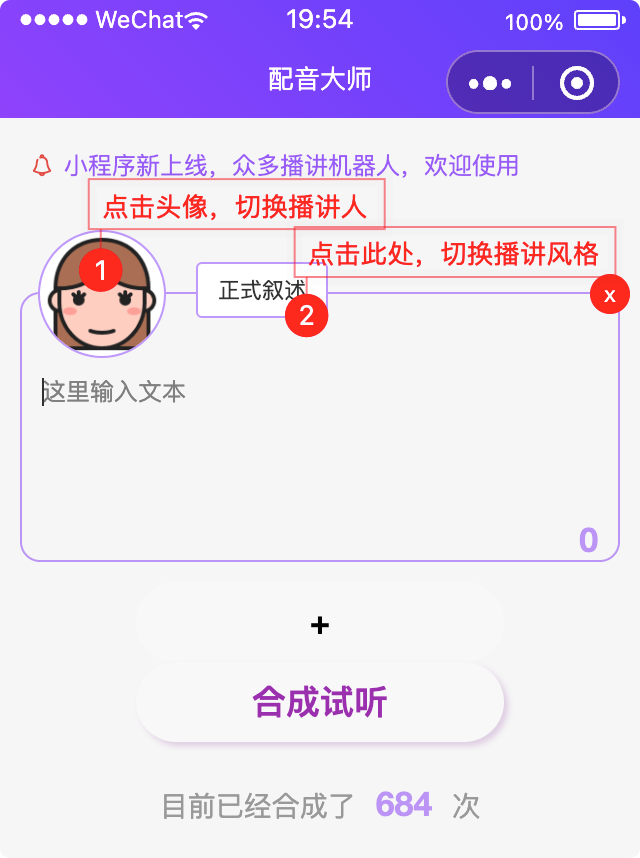 WeChat 19:54 100%
配音大师
小程序新上线，众多播讲机器人，欢迎使用
点击头像，切换播讲人
点击此处，切换播讲风格
1
正式叙述
2
x
这里输入文本
0
+
合成试听
目前已经合成了 684 次